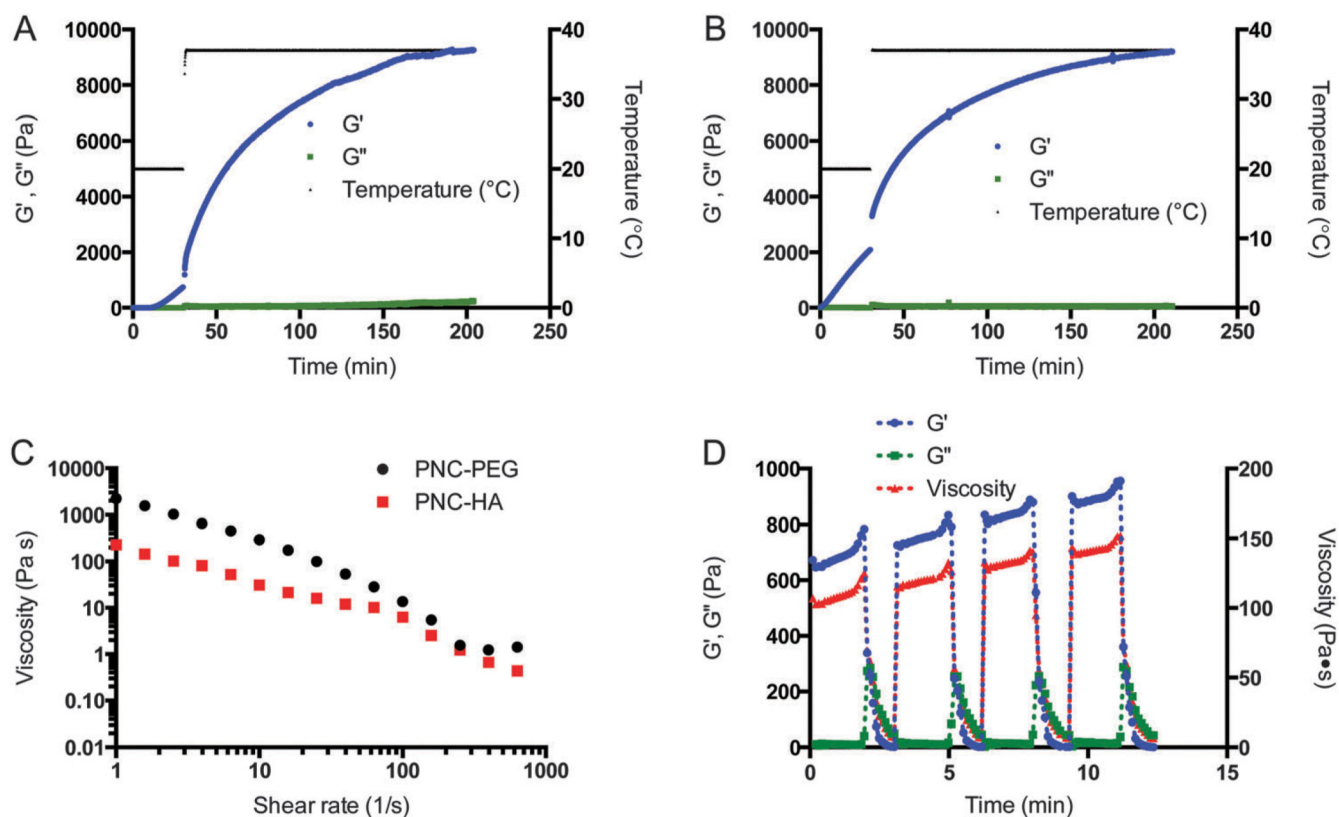 A
10000
8000
6000
4000
2000
0
G', G'' (Pa)
0
50
100
150
200
250
Time (min)
40
30
20
10
0
Temperature (°C)
G'
G''
Temperature (°C)
B
10000
8000
6000
4000
2000
0
G', G'' (Pa)
0
50
100
150
200
250
Time (min)
40
30
20
10
0
Temperature (°C)
G'
G''
Temperature (°C)
C
10000
1000
100
10
1
0.1
0.01
Viscosity (Pa s)
1
10
100
1000
Shear rate (1/s)
PNC-PEG
PNC-HA
D
G'
G''
Viscosity
1000
800
600
400
200
0
G', G'' (Pa)
0
5
10
15
Time (min)
200
150
100
50
0
Viscosity (Pa•s)